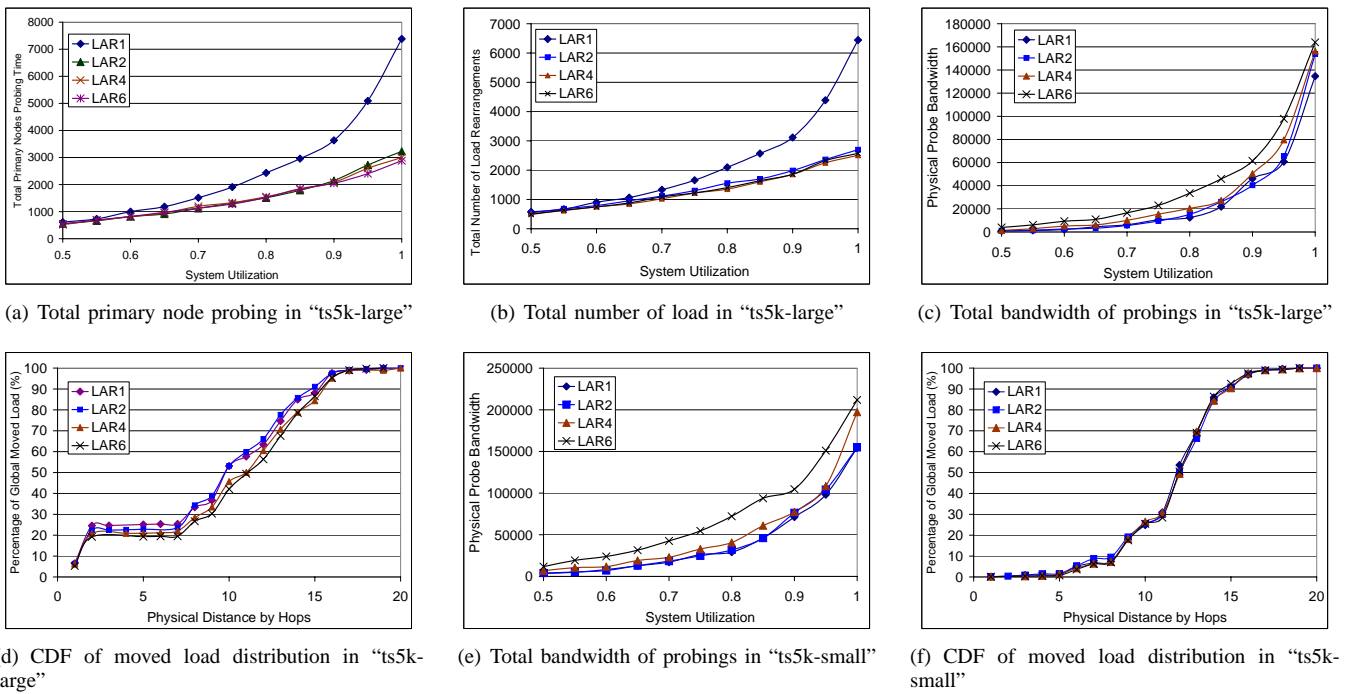 8000
7000
6000
5000
4000
3000
2000
1000
0
Total Primary Nodes Probing Time
LAR1
LAR2
LAR4
LAR6
0.5 0.6 0.7 0.8 0.9 1
System Utilization
(a) Total primary node probing in “ts5k-large”
7000
6000
5000
4000
3000
2000
1000
0
Total Number of Load Rearrangements
LAR1
LAR2
LAR4
LAR6
0.5 0.6 0.7 0.8 0.9 1
System Utilization
(b) Total number of load in “ts5k-large”
180000
160000
140000
120000
100000
80000
60000
40000
20000
0
Physical Probe Bandwidth
LAR1
LAR2
LAR4
LAR6
0.5 0.6 0.7 0.8 0.9 1
System Utilization
(c) Total bandwidth of probings in “ts5k-large”
100
90
80
70
60
50
40
30
20
10
0
Percentage of Global Moved Load (%)
LAR1
LAR2
LAR4
LAR6
0 5 10 15 20
Physical Distance by Hops
d) CDF of moved load distribution in “ts5k-
arge”
250000
200000
150000
100000
50000
0
Physical Probe Bandwidth
LAR1
LAR2
LAR4
LAR6
0.5 0.6 0.7 0.8 0.9 1
System Utilization
(e) Total bandwidth of probings in “ts5k-small”
100
90
80
70
60
50
40
30
20
10
0
Percentage of Global Moved Load (%)
LAR1
LAR2
LAR4
LAR6
0 5 10 15 20
Physical Distance by Hops
(f) CDF of moved load distribution in “ts5k-
small”